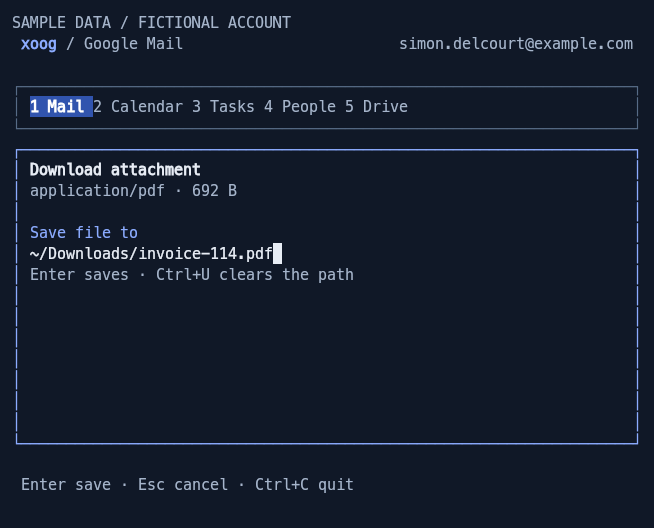 SAMPLE DATA / FICTIONAL ACCOUNT
xoog / Google Mail simon.delcourt@example.com
1 Mail 2 Calendar 3 Tasks 4 People 5 Drive
Download attachment
application/pdf · 692 B
Save file to
~/Downloads/invoice-114.pdf
Enter saves · Ctrl+U clears the path
Enter save · Esc cancel · Ctrl+C quit